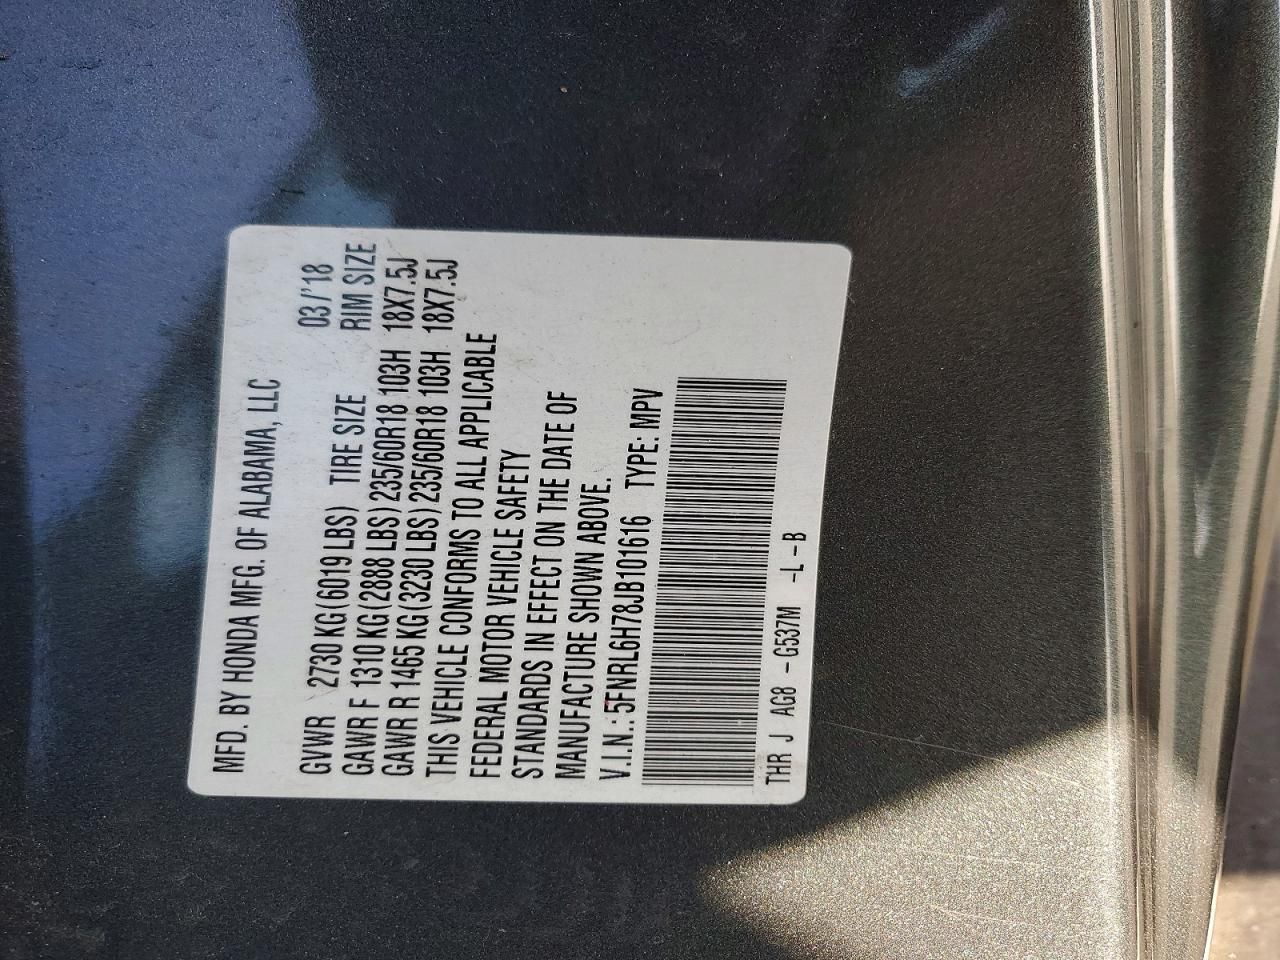 MFD. BY HONDA MFG. OF ALABAMA, LLC
03/'18
GVWR 2730 KG(6019 LBS) TIRE SIZE RIM SIZE
GAWR F 1310 KG(2888 LBS)235/60R18 103H 18X7.5J
GAWR R 1465 KG(3230 LBS)235/60R18 103H 18X7.5J
THIS VEHICLE CONFORMS TO ALL APPLICABLE
FEDERAL MOTOR VEHICLE SAFETY
STANDARDS IN EFFECT ON THE DATE OF
MANUFACTURE SHOWN ABOVE.
V.I.N.: 5FNRL6H78JB101616 TYPE: MPV
THR J AG8 -G537M -L -B